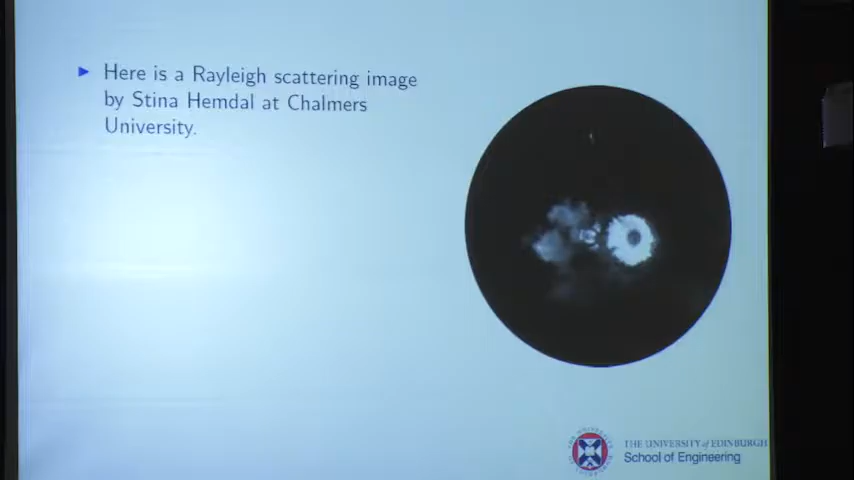 Here is a Rayleigh scattering image
by Stina Hemdal at Chalmers
University.
THE UNIVERSITY of EDINBURGH
School of Engineering